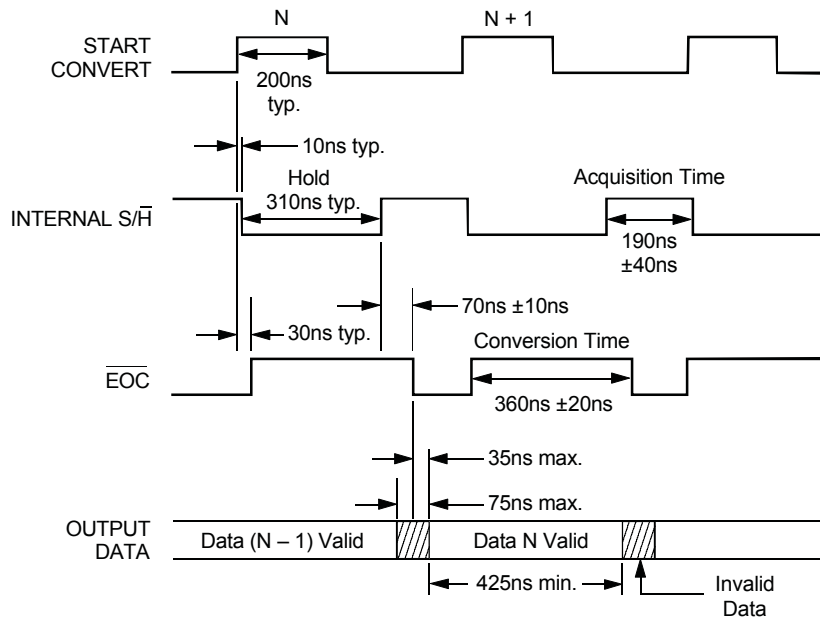 N
N + 1
START
CONVERT
200ns
typ.
10ns typ.
Hold
310ns typ.
Acquisition Time
INTERNAL S/H̅
190ns
±40ns
70ns ±10ns
30ns typ.
Conversion Time
E̅O̅C̅
360ns ±20ns
35ns max.
75ns max.
OUTPUT
DATA
Data (N – 1) Valid
Data N Valid
425ns min.
Invalid
Data